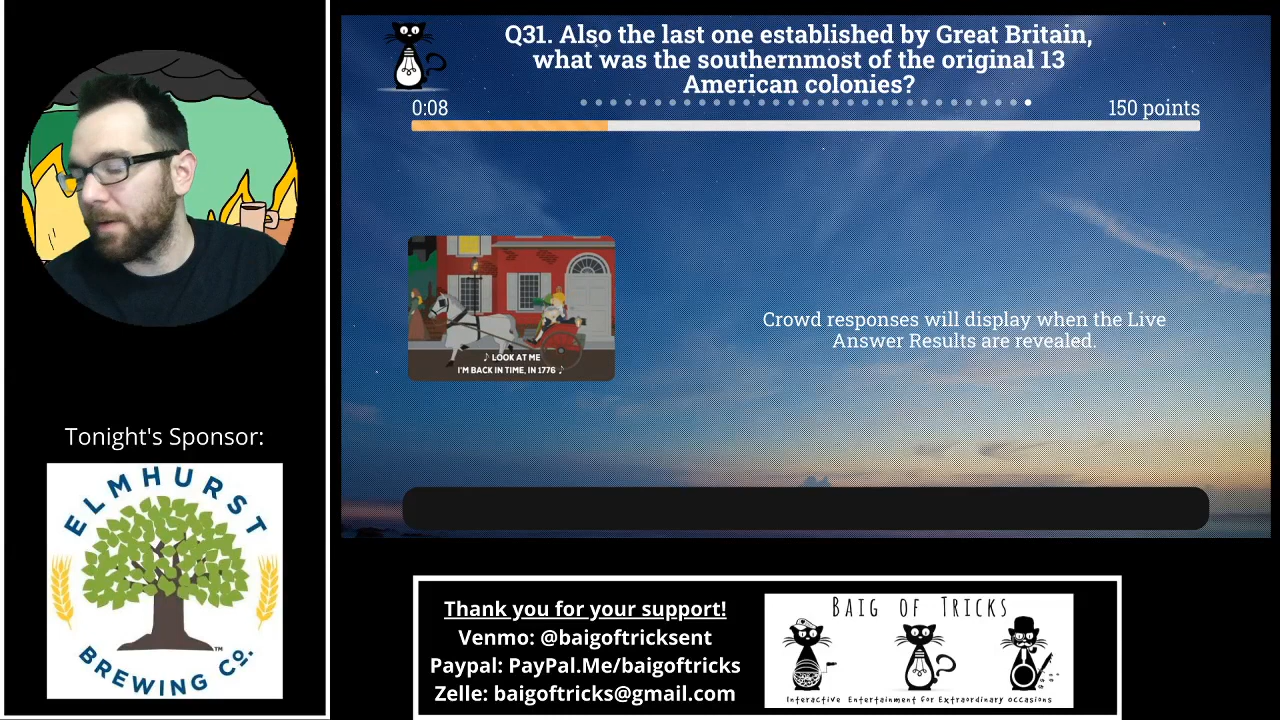 Q31. Also the last one established by Great Britain,
what was the southernmost of the original 13
American colonies?
0:08
150 points
♪ LOOK AT ME
I'M BACK IN TIME, IN 1776 ♪
Crowd responses will display when the Live
Answer Results are revealed.
Tonight's Sponsor:
ELMHURST
BREWING CO.
TM
Thank you for your support!
Venmo: @baigoftricksent
Paypal: PayPal.Me/baigoftricks
Zelle: baigoftricks@gmail.com
BAIG OF TRICKS
Interactive Entertainment for Extraordinary occasions